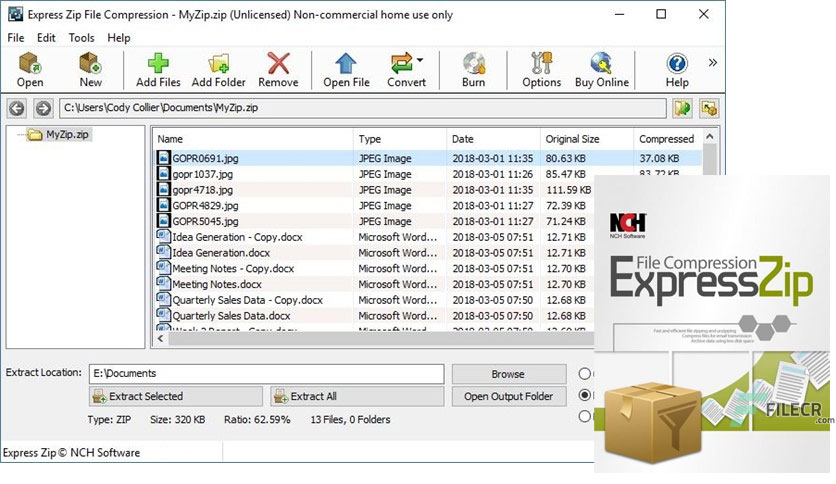 Express Zip File Compression - MyZip.zip (Unlicensed) Non-commercial home use only
File Edit Tools Help
Open New Add Files Add Folder Remove Open File Convert Burn Options Buy Online Help »
C:\Users\Cody Collier\Documents\MyZip.zip
MyZip.zip
Name Type Date Original Size Compressed
GOPR0691.jpg JPEG Image 2018-03-01 11:35 80.63 KB 37.08 KB
gopr1037.jpg JPEG Image 2018-03-01 11:26 85.47 KB 83.72 KB
gopr4718.jpg JPEG Image 2018-03-01 11:35 111.59 KB
GOPR4829.jpg JPEG Image 2018-03-01 11:27 72.39 KB
GOPR5045.jpg JPEG Image 2018-03-01 11:27 71.24 KB
Idea Generation - Copy.docx Microsoft Word... 2018-03-05 07:51 12.71 KB
Idea Generation.docx Microsoft Word... 2018-03-05 07:51 12.71 KB
Meeting Notes - Copy.docx Microsoft Word... 2018-03-05 07:51 12.70 KB
Meeting Notes.docx Microsoft Word... 2018-03-05 07:51 12.70 KB
Quarterly Sales Data - Copy.docx Microsoft Word... 2018-03-05 07:50 12.68 KB
Quarterly Sales Data.docx Microsoft Word... 2018-03-05 07:50 12.68 KB
Extract Location: E:\Documents Browse
Extract Selected Extract All Open Output Folder
Type: ZIP Size: 320 KB Ratio: 62.59% 13 Files, 0 Folders
Express Zip © NCH Software
NCH
NCH Software
File Compression
ExpressZip
Fast and efficient file zipping and unzipping
Compress files for email transmission
Archive data using less disk space
FILECR
.com